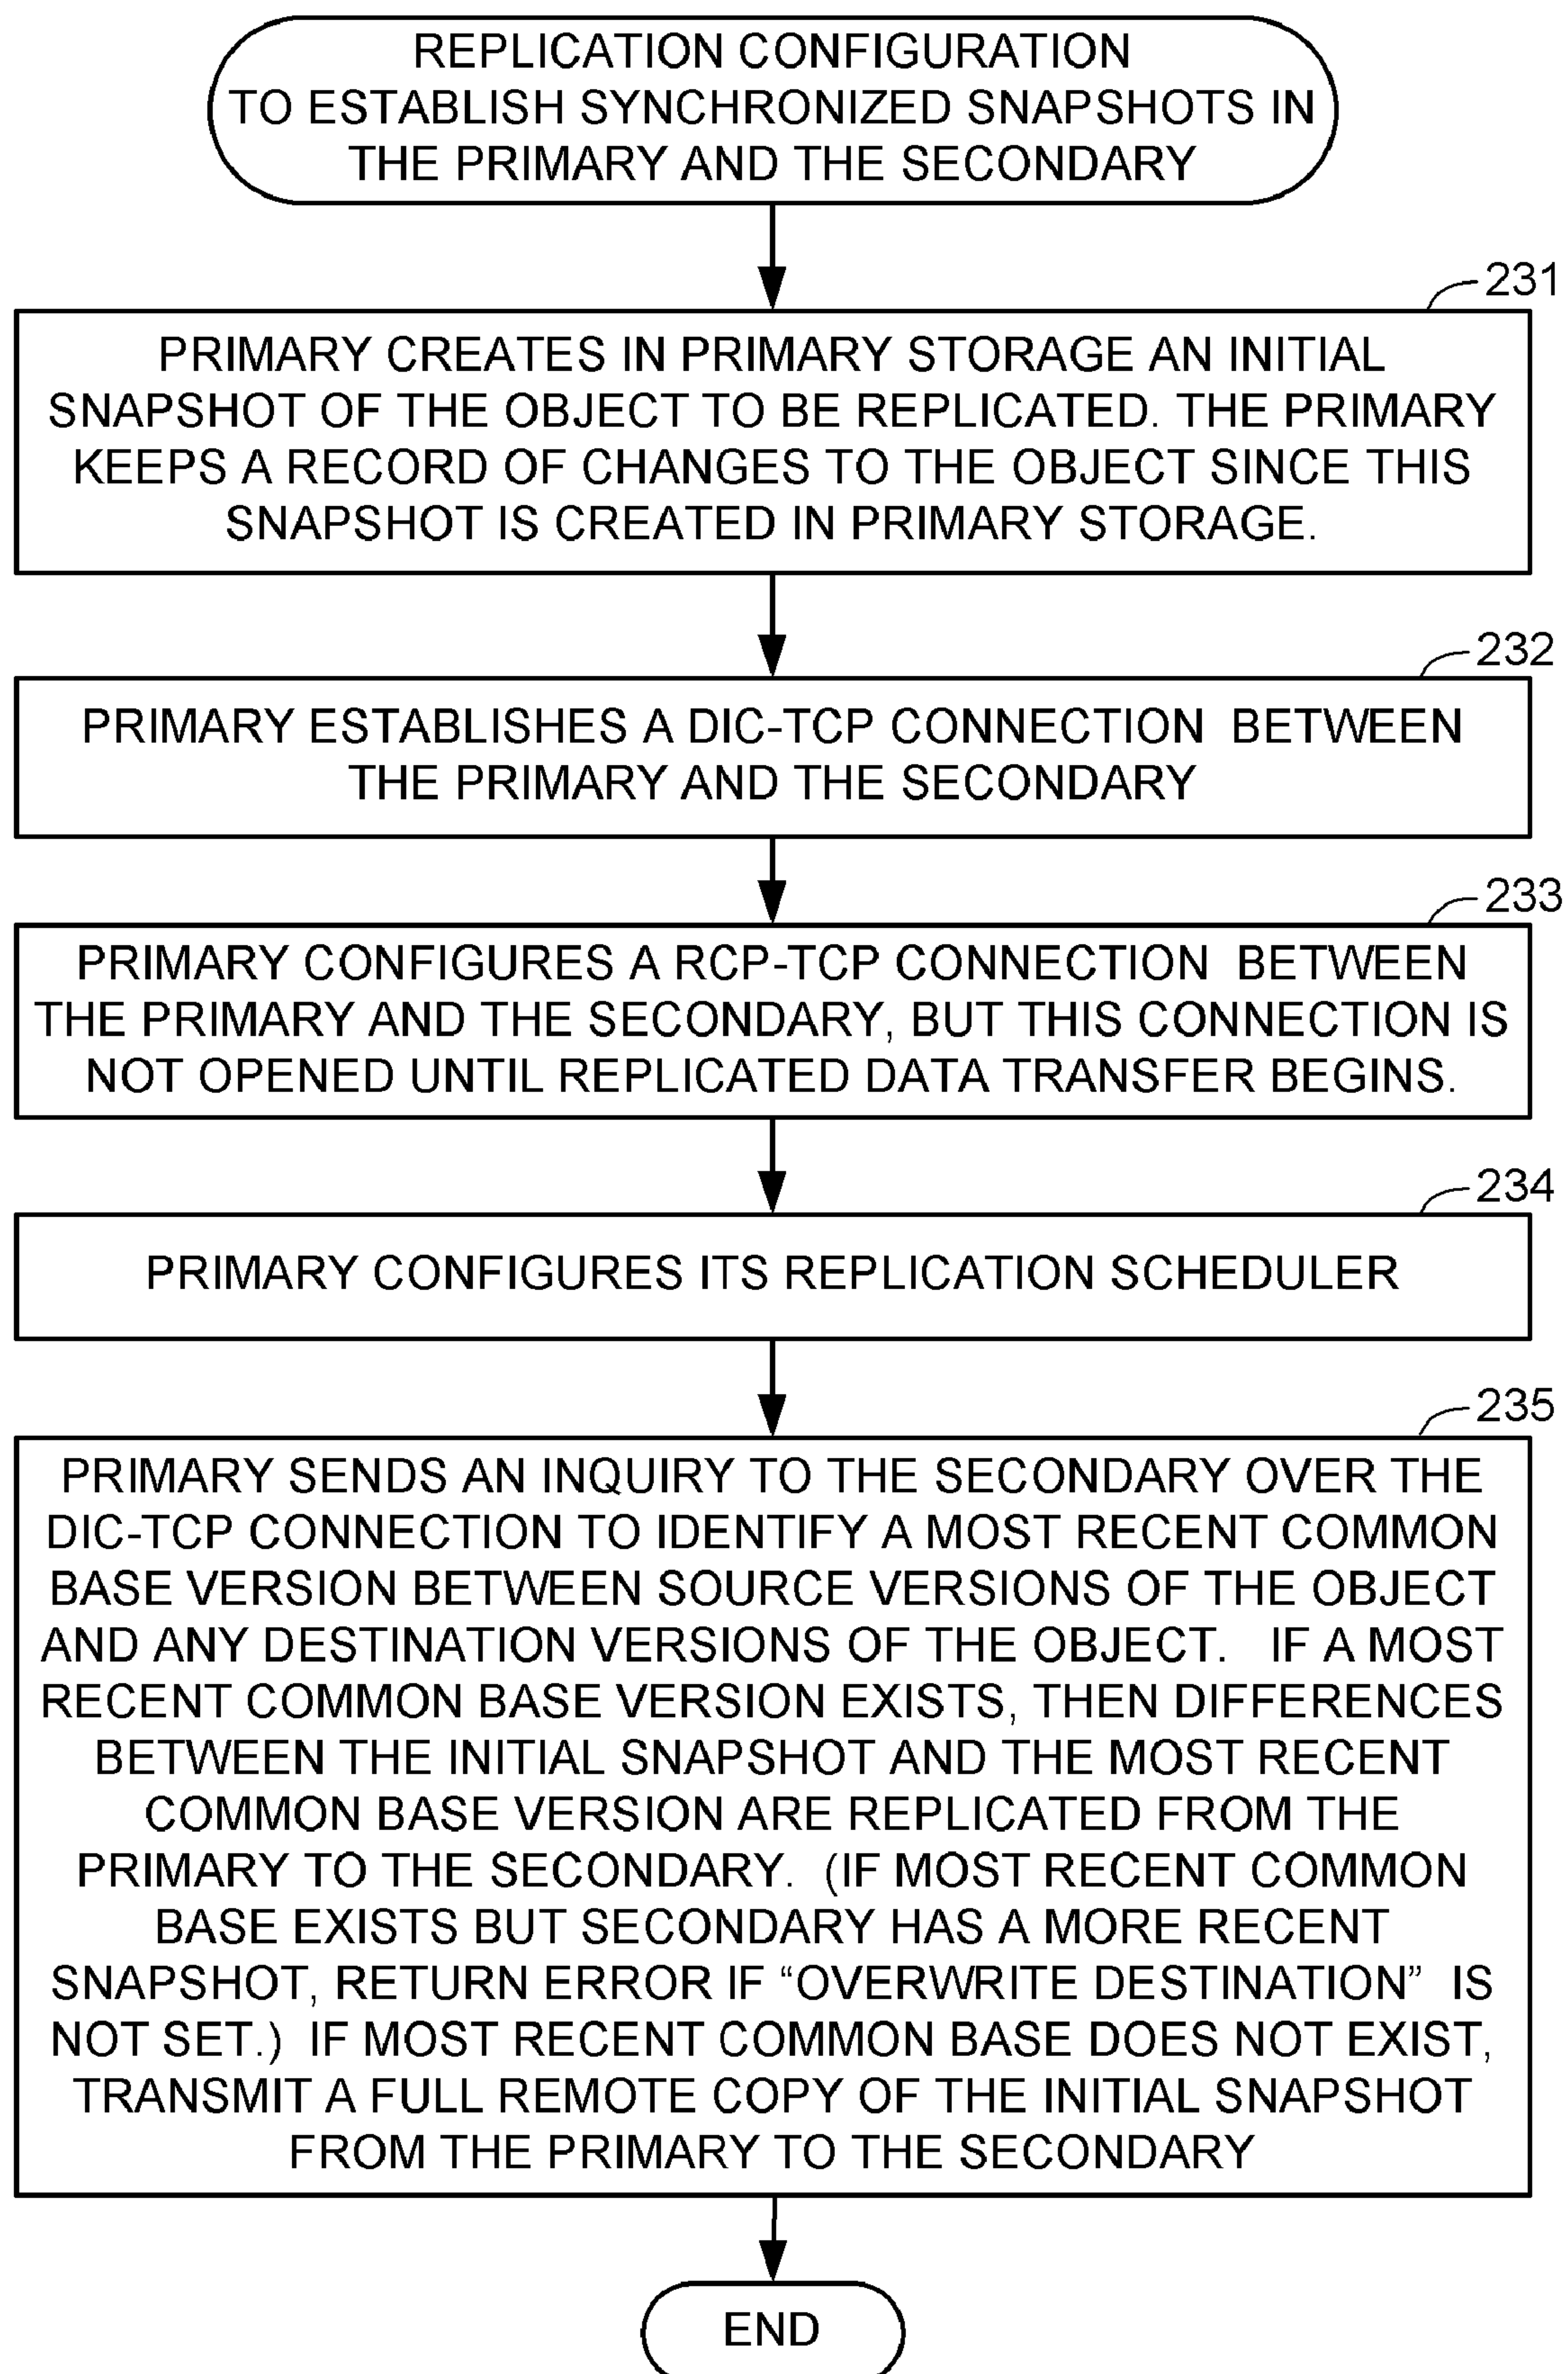 REPLICATION CONFIGURATION
TO ESTABLISH SYNCHRONIZED SNAPSHOTS IN
THE PRIMARY AND THE SECONDARY
231
PRIMARY CREATES IN PRIMARY STORAGE AN INITIAL
SNAPSHOT OF THE OBJECT TO BE REPLICATED. THE PRIMARY
KEEPS A RECORD OF CHANGES TO THE OBJECT SINCE THIS
SNAPSHOT IS CREATED IN PRIMARY STORAGE.
232
PRIMARY ESTABLISHES A DIC-TCP CONNECTION BETWEEN
THE PRIMARY AND THE SECONDARY
233
PRIMARY CONFIGURES A RCP-TCP CONNECTION BETWEEN
THE PRIMARY AND THE SECONDARY, BUT THIS CONNECTION IS
NOT OPENED UNTIL REPLICATED DATA TRANSFER BEGINS.
234
PRIMARY CONFIGURES ITS REPLICATION SCHEDULER
235
PRIMARY SENDS AN INQUIRY TO THE SECONDARY OVER THE
DIC-TCP CONNECTION TO IDENTIFY A MOST RECENT COMMON
BASE VERSION BETWEEN SOURCE VERSIONS OF THE OBJECT
AND ANY DESTINATION VERSIONS OF THE OBJECT. IF A MOST
RECENT COMMON BASE VERSION EXISTS, THEN DIFFERENCES
BETWEEN THE INITIAL SNAPSHOT AND THE MOST RECENT
COMMON BASE VERSION ARE REPLICATED FROM THE
PRIMARY TO THE SECONDARY. (IF MOST RECENT COMMON
BASE EXISTS BUT SECONDARY HAS A MORE RECENT
SNAPSHOT, RETURN ERROR IF “OVERWRITE DESTINATION” IS
NOT SET.) IF MOST RECENT COMMON BASE DOES NOT EXIST,
TRANSMIT A FULL REMOTE COPY OF THE INITIAL SNAPSHOT
FROM THE PRIMARY TO THE SECONDARY
END